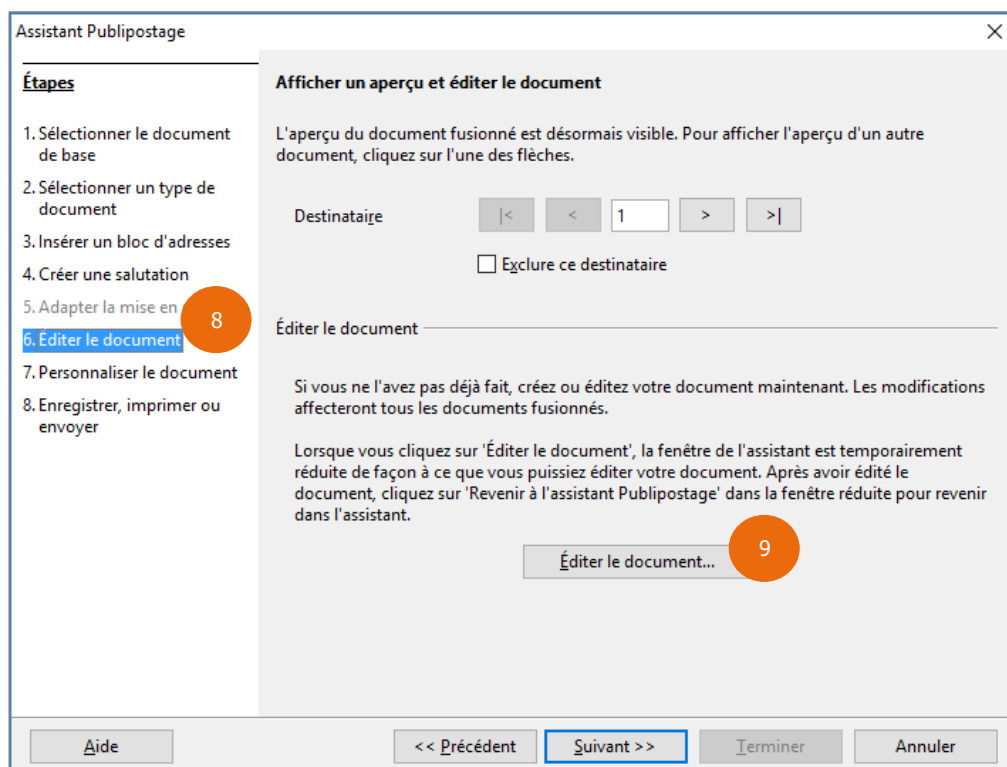 Assistant Publipostage
Étapes
1. Sélectionner le document
de base
2. Sélectionner un type de
document
3. Insérer un bloc d'adresses
4. Créer une salutation
5. Adapter la mise en
8
6. Éditer le document
7. Personnaliser le document
8. Enregistrer, imprimer ou
envoyer
Afficher un aperçu et éditer le document
L'aperçu du document fusionné est désormais visible. Pour afficher l'aperçu d'un autre
document, cliquez sur l'une des flèches.
Destinataire |< < 1 > >|
Exclure ce destinataire
Éditer le document
Si vous ne l'avez pas déjà fait, créez ou éditez votre document maintenant. Les modifications
affecteront tous les documents fusionnés.
Lorsque vous cliquez sur 'Éditer le document', la fenêtre de l'assistant est temporairement
réduite de façon à ce que vous puissiez éditer votre document. Après avoir édité le
document, cliquez sur 'Revenir à l'assistant Publipostage' dans la fenêtre réduite pour revenir
dans l'assistant.
Éditer le document... 9
Aide << Précédent Suivant >> Terminer Annuler